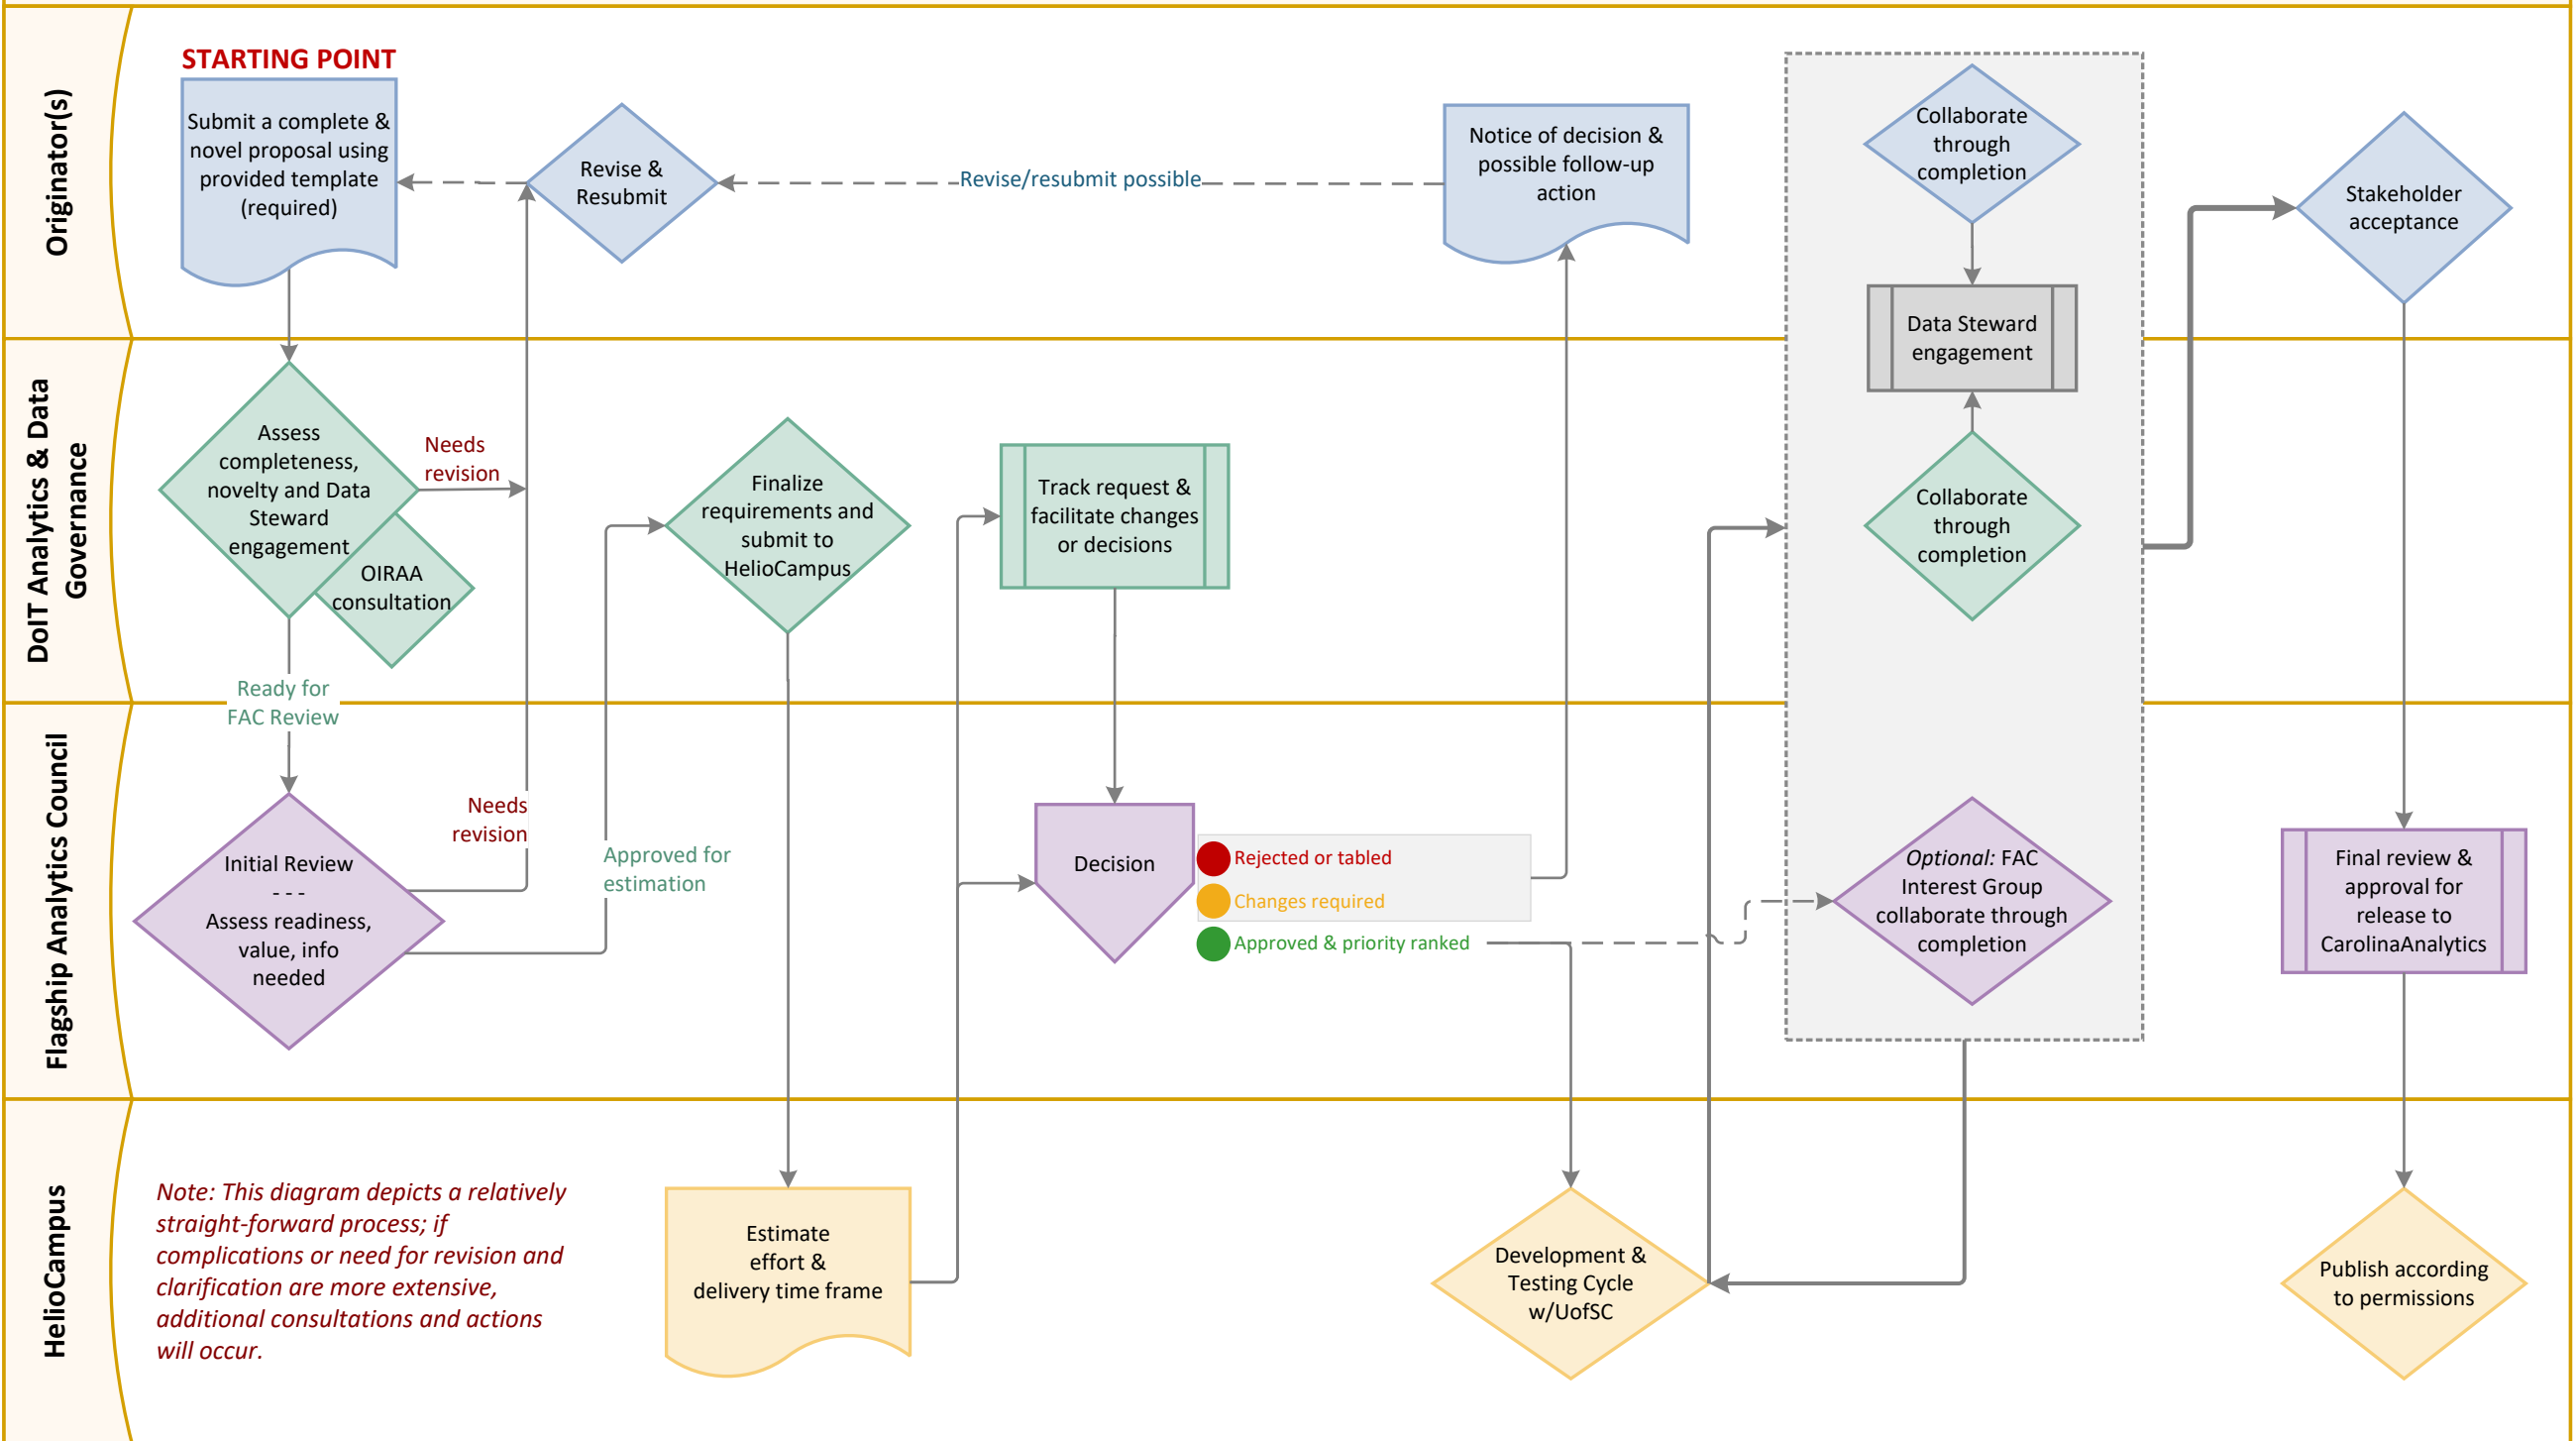 Originator(s)
STARTING POINT
Submit a complete &
novel proposal using
provided template
(required)
Revise &
Resubmit
Revise/resubmit possible
Notice of decision &
possible follow-up
action
Collaborate
through
completion
Data Steward
engagement
Stakeholder
acceptance
DoIT Analytics & Data
Governance
Assess
completeness,
novelty and Data
Steward
engagement
OIRAA
consultation
Needs
revision
Ready for
FAC Review
Finalize
requirements and
submit to
HelioCampus
Track request &
facilitate changes
or decisions
Collaborate
through
completion
Flagship Analytics Council
Initial Review
- - -
Assess readiness,
value, info
needed
Needs
revision
Approved for
estimation
Decision
Rejected or tabled
Changes required
Approved & priority ranked
Optional: FAC
Interest Group
collaborate through
completion
Final review &
approval for
release to
CarolinaAnalytics
HelioCampus
Note: This diagram depicts a relatively
straight-forward process; if
complications or need for revision and
clarification are more extensive,
additional consultations and actions
will occur.
Estimate
effort &
delivery time frame
Development &
Testing Cycle
w/UofSC
Publish according
to permissions